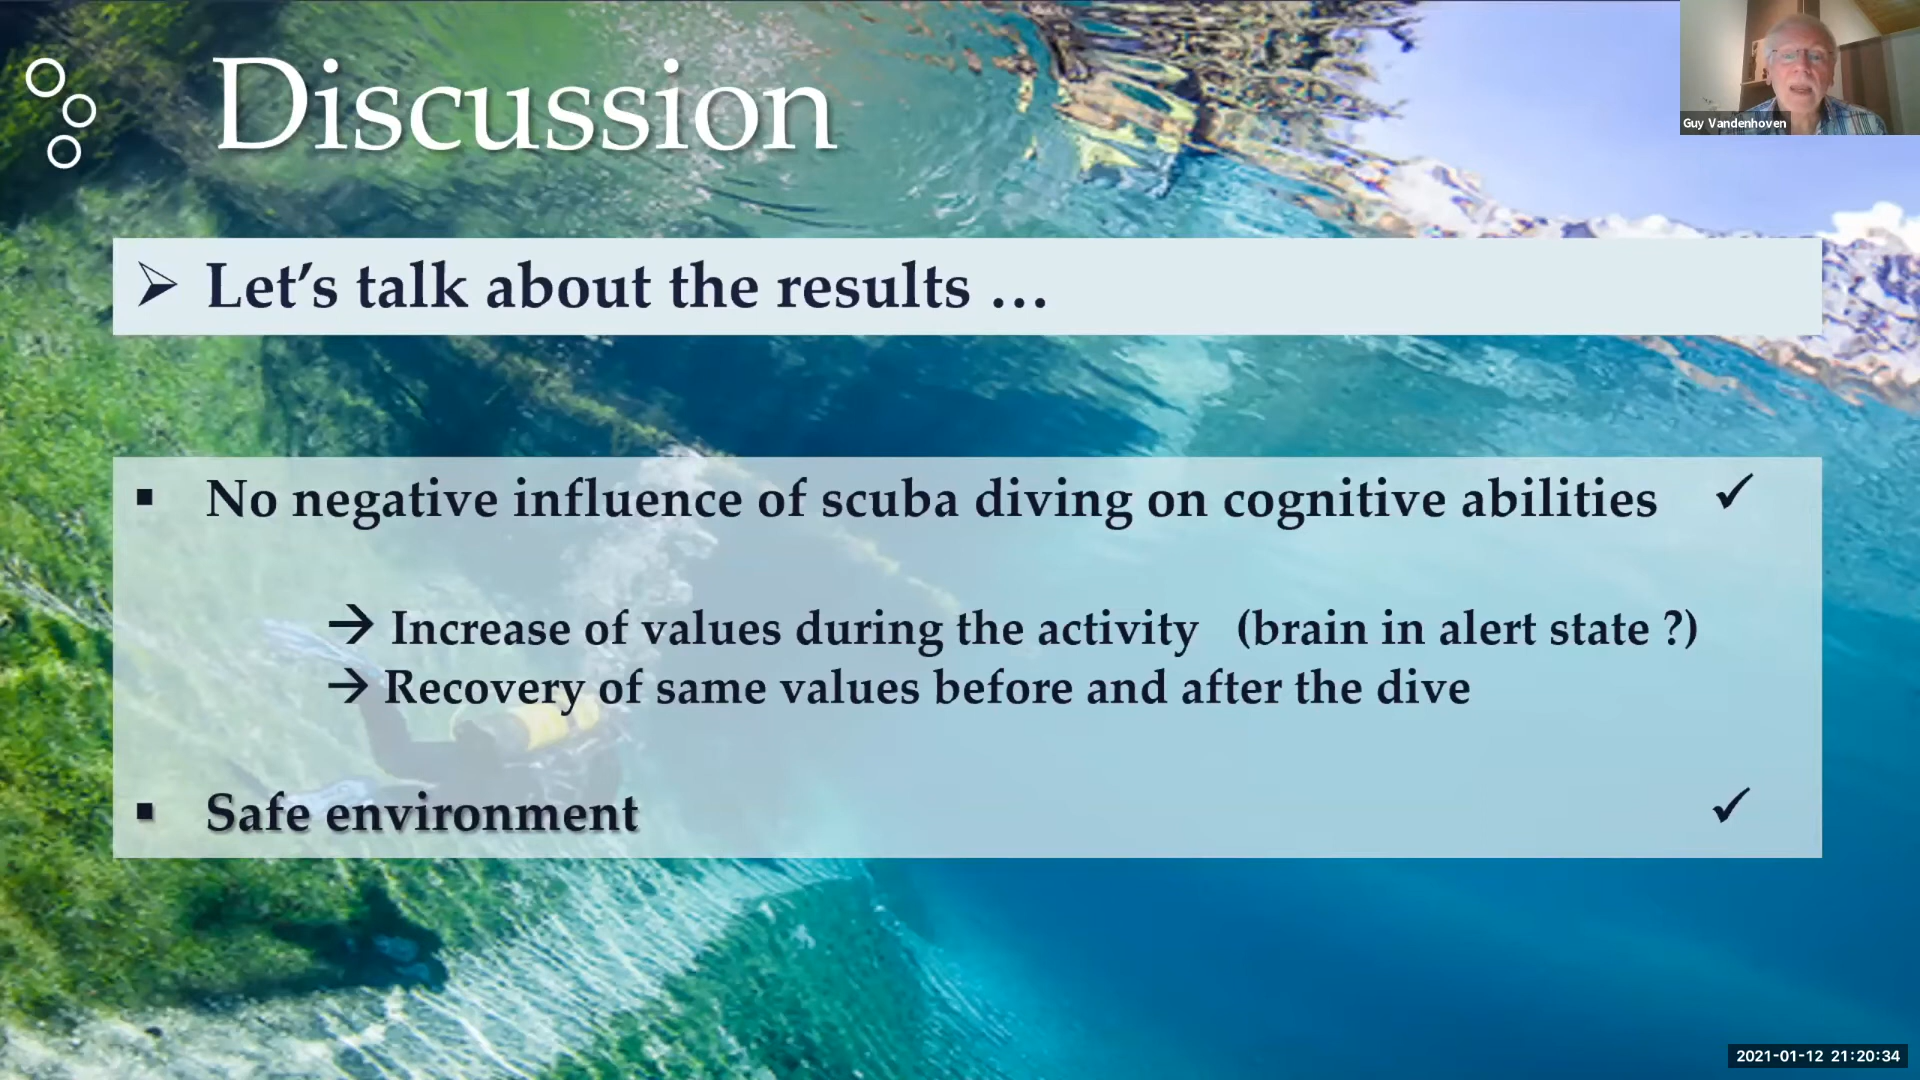 Discussion
Guy Vandenhoven
➢ Let’s talk about the results …
▪ No negative influence of scuba diving on cognitive abilities ✓
→ Increase of values during the activity (brain in alert state ?)
→ Recovery of same values before and after the dive
▪ Safe environment ✓
2021-01-12 21:20:34